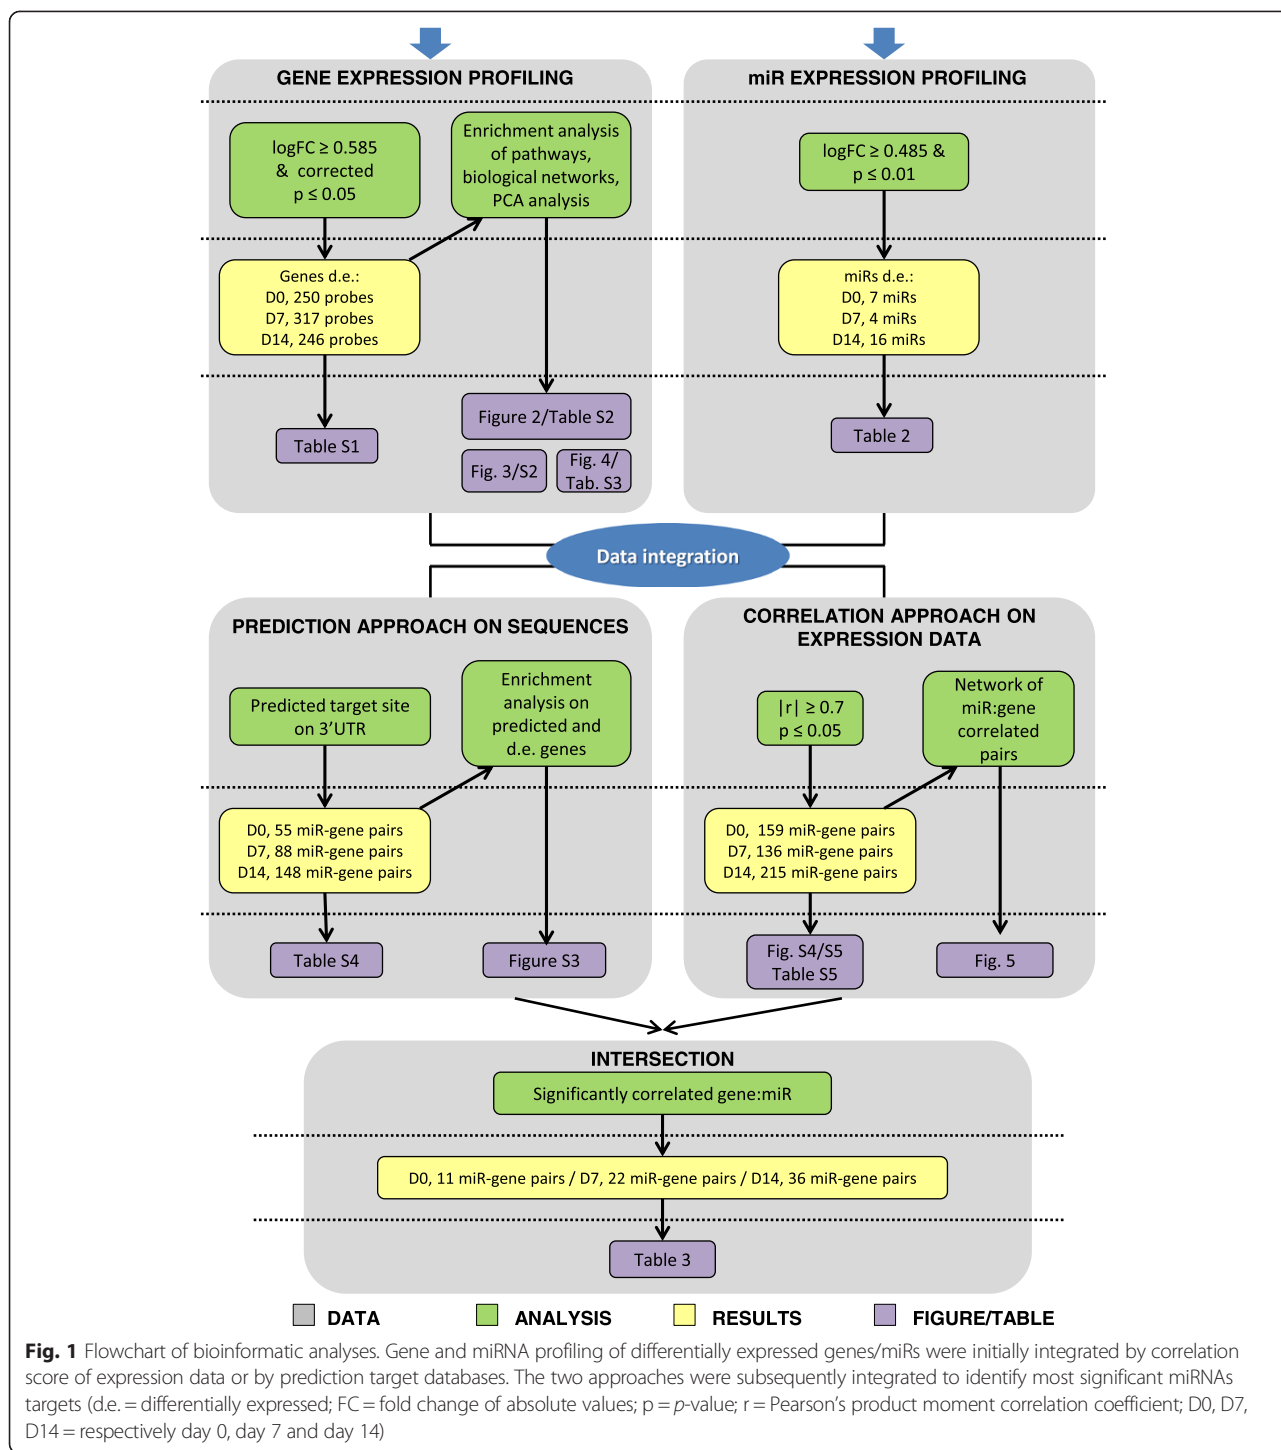 GENE EXPRESSION PROFILING
logFC ≥ 0.585
& corrected
p ≤ 0.05
Enrichment analysis
of pathways,
biological networks,
PCA analysis
Genes d.e.:
D0, 250 probes
D7, 317 probes
D14, 246 probes
Table S1
Figure 2/Table S2
Fig. 3/S2
Fig. 4/
Tab. S3
miR EXPRESSION PROFILING
logFC ≥ 0.485 &
p ≤ 0.01
miRs d.e.:
D0, 7 miRs
D7, 4 miRs
D14, 16 miRs
Table 2
Data integration
PREDICTION APPROACH ON SEQUENCES
Predicted target site
on 3’UTR
Enrichment
analysis on
predicted and
d.e. genes
D0, 55 miR-gene pairs
D7, 88 miR-gene pairs
D14, 148 miR-gene pairs
Table S4
Figure S3
CORRELATION APPROACH ON
EXPRESSION DATA
|r| ≥ 0.7
p ≤ 0.05
Network of
miR:gene
correlated
pairs
D0, 159 miR-gene pairs
D7, 136 miR-gene pairs
D14, 215 miR-gene pairs
Fig. S4/S5
Table S5
Fig. 5
INTERSECTION
Significantly correlated gene:miR
D0, 11 miR-gene pairs / D7, 22 miR-gene pairs / D14, 36 miR-gene pairs
Table 3
DATA
ANALYSIS
RESULTS
FIGURE/TABLE
Fig. 1 Flowchart of bioinformatic analyses. Gene and miRNA profiling of differentially expressed genes/miRs were initially integrated by correlation
score of expression data or by prediction target databases. The two approaches were subsequently integrated to identify most significant miRNAs
targets (d.e. = differentially expressed; FC = fold change of absolute values; p = p-value; r = Pearson’s product moment correlation coefficient; D0, D7,
D14 = respectively day 0, day 7 and day 14)